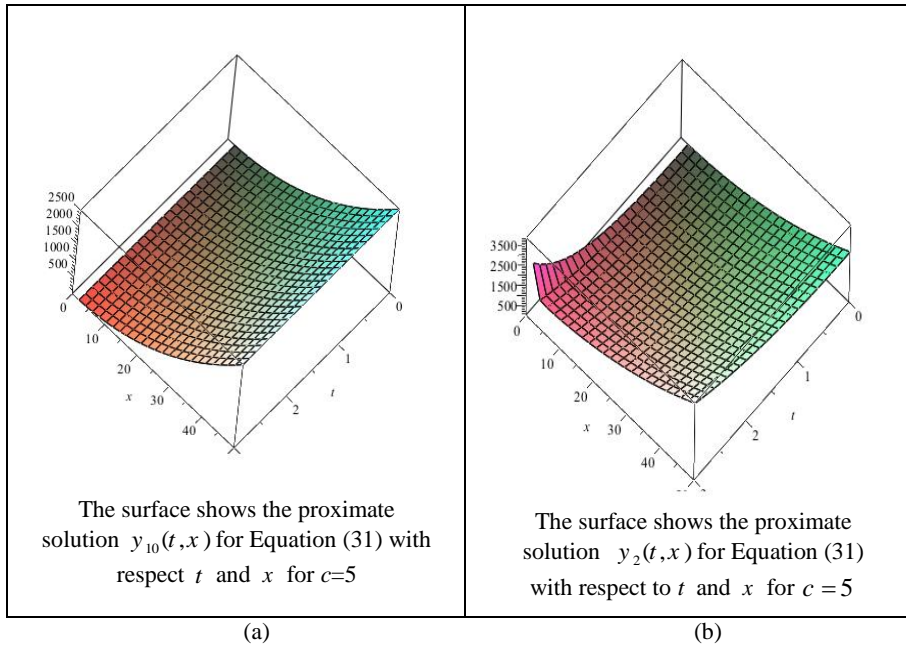 2500
2000
1500
1000
500
0
10
20
x
30
40
2
t
1
0
3500
2500
1500
500
0
10
20
x
30
40
2
t
1
0
The surface shows the proximate
solution y₁₀(t,x) for Equation (31) with
respect t and x for c=5
The surface shows the proximate
solution y₂(t,x) for Equation (31)
with respect to t and x for c = 5
(a)
(b)